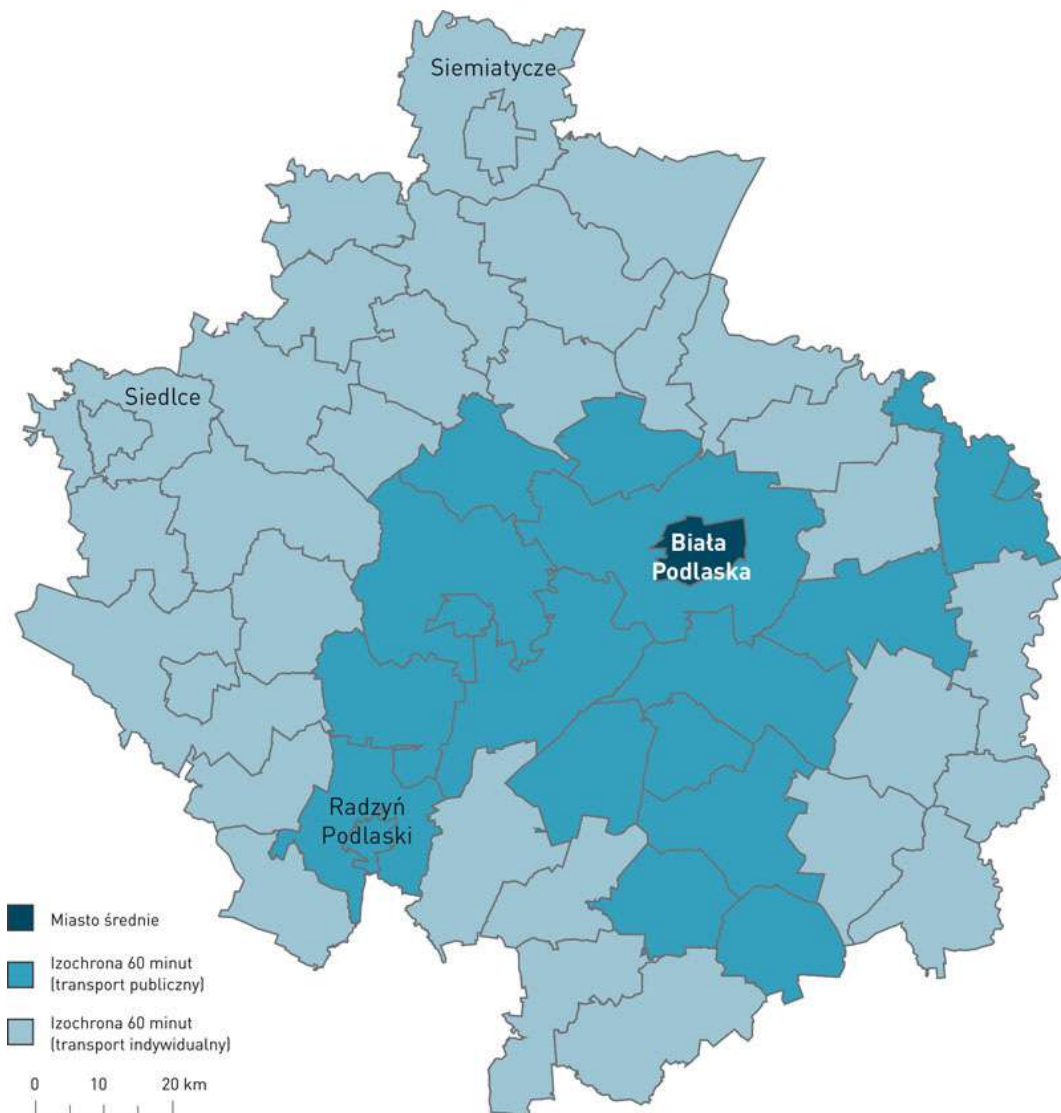 Siemiatycze
Siedlce
Biała
Podlaska
Radzyń
Podlaski
Miasto średnie
Izochrona 60 minut
(transport publiczny)
Izochrona 60 minut
(transport indywidualny)
0 10 20 km